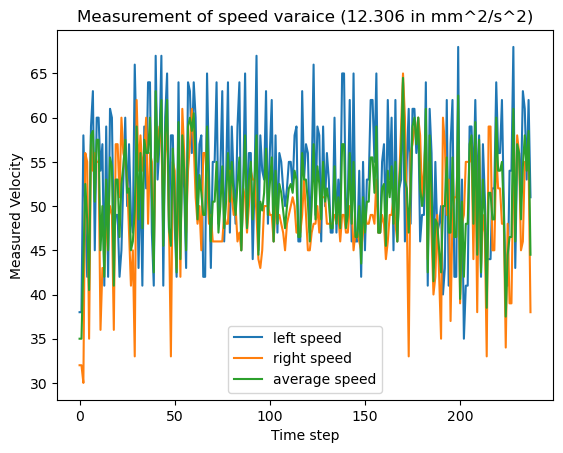 Measurement of speed varaice (12.306 in mm^2/s^2)
Measured Velocity
65
60
55
50
45
40
35
30
left speed
right speed
average speed
0
50
100
150
200
Time step